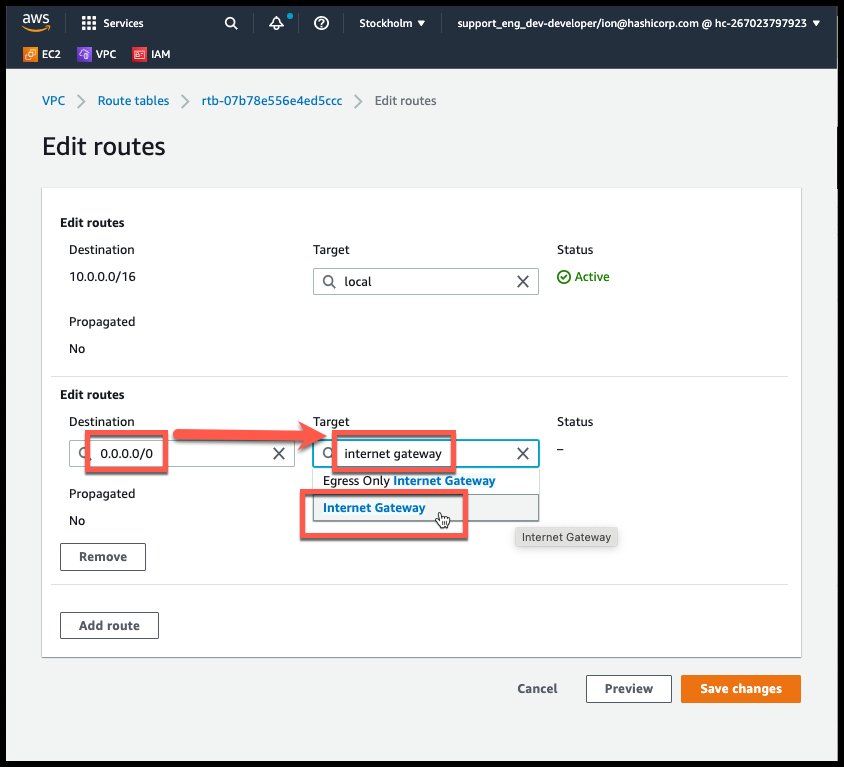 aws Services Stockholm ▼ support_eng_dev-developer/ion@hashicorp.com @ hc-267023797923 ▼
EC2 VPC IAM
VPC > Route tables > rtb-07b78e556e4ed5ccc > Edit routes
Edit routes
Edit routes
Destination Target Status
10.0.0.0/16 local Active
Propagated
No
Edit routes
Destination Target Status
0.0.0.0/0 internet gateway –
Egress Only Internet Gateway
Propagated
Internet Gateway
No
Internet Gateway
Remove
Add route
Cancel Preview Save changes